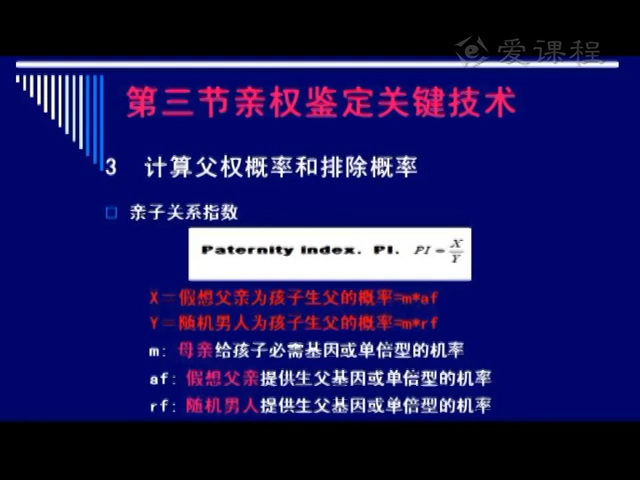 爱课程
第三节亲权鉴定关键技术
3 计算父权概率和排除概率
亲子关系指数
Paternity index. PI. PI=X/Y
X=假想父亲为孩子生父的概率=m*af
Y=随机男人为孩子生父的概率=m*rf
m: 母亲给孩子必需基因或单倍型的机率
af: 假想父亲提供生父基因或单倍型的机率
rf: 随机男人提供生父基因或单倍型的机率